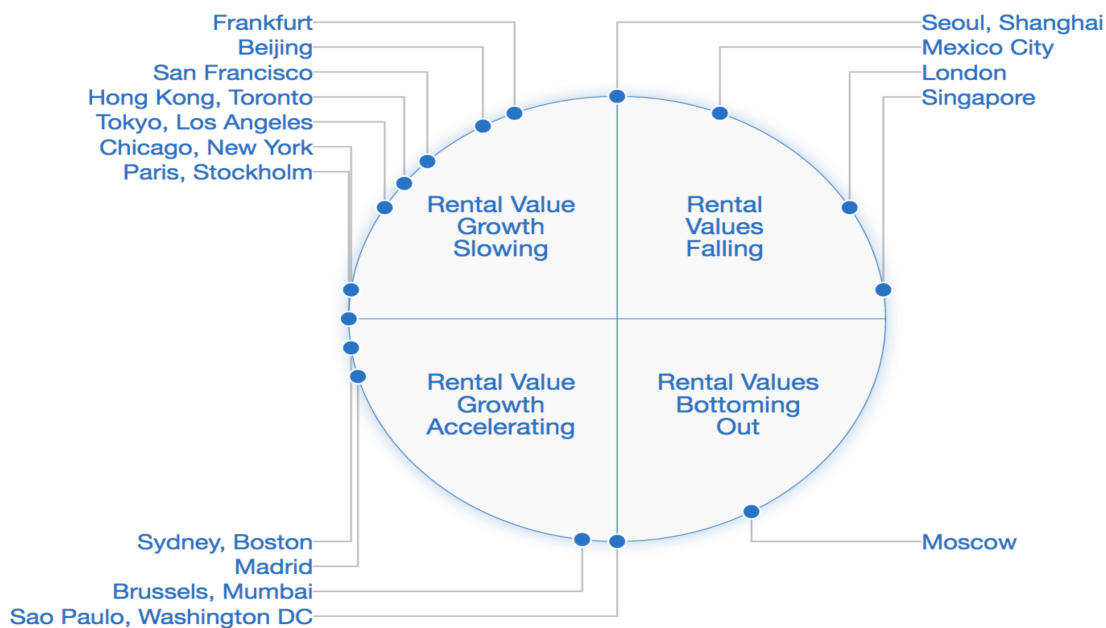 Frankfurt
Beijing
San Francisco
Hong Kong, Toronto
Tokyo, Los Angeles
Chicago, New York
Paris, Stockholm
Seoul, Shanghai
Mexico City
London
Singapore
Rental Value
Growth
Slowing
Rental
Values
Falling
Rental Value
Growth
Accelerating
Rental Values
Bottoming
Out
Sydney, Boston
Madrid
Brussels, Mumbai
Sao Paulo, Washington DC
Moscow